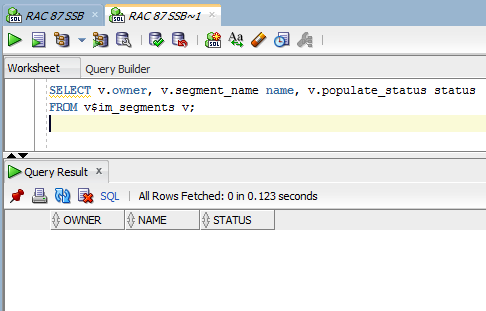 RAC 87 SSB
RAC 87 SSB~1
Worksheet Query Builder
SELECT v.owner, v.segment_name name, v.populate_status status
FROM v$im_segments v;
Query Result x
SQL | All Rows Fetched: 0 in 0.123 seconds
OWNER NAME STATUS